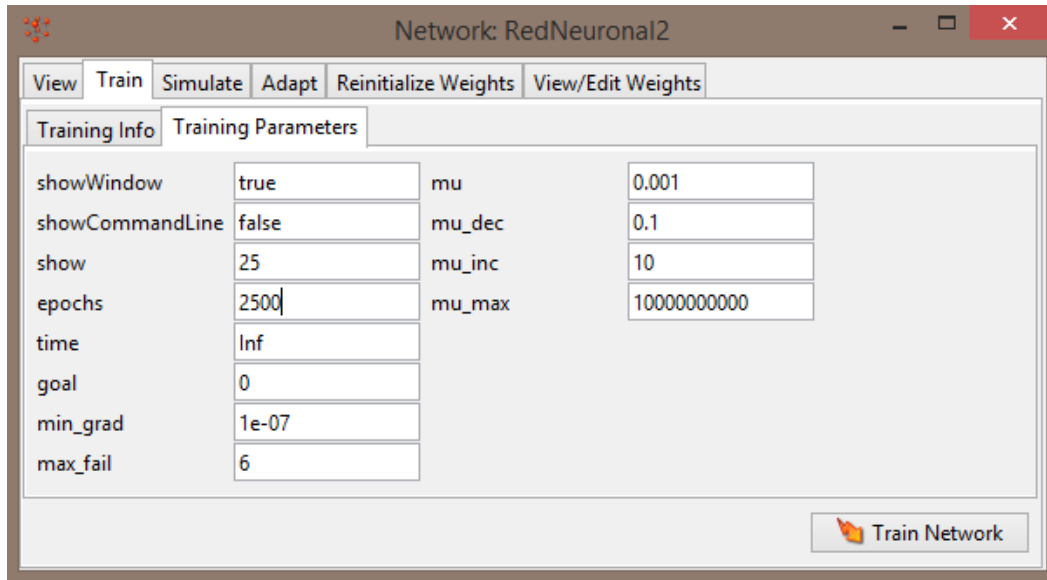 Network: RedNeuronal2
View Train Simulate Adapt Reinitialize Weights View/Edit Weights
Training Info Training Parameters
showWindow true mu 0.001
showCommandLine false mu_dec 0.1
show 25 mu_inc 10
epochs 2500 mu_max 10000000000
time Inf
goal 0
min_grad 1e-07
max_fail 6
Train Network